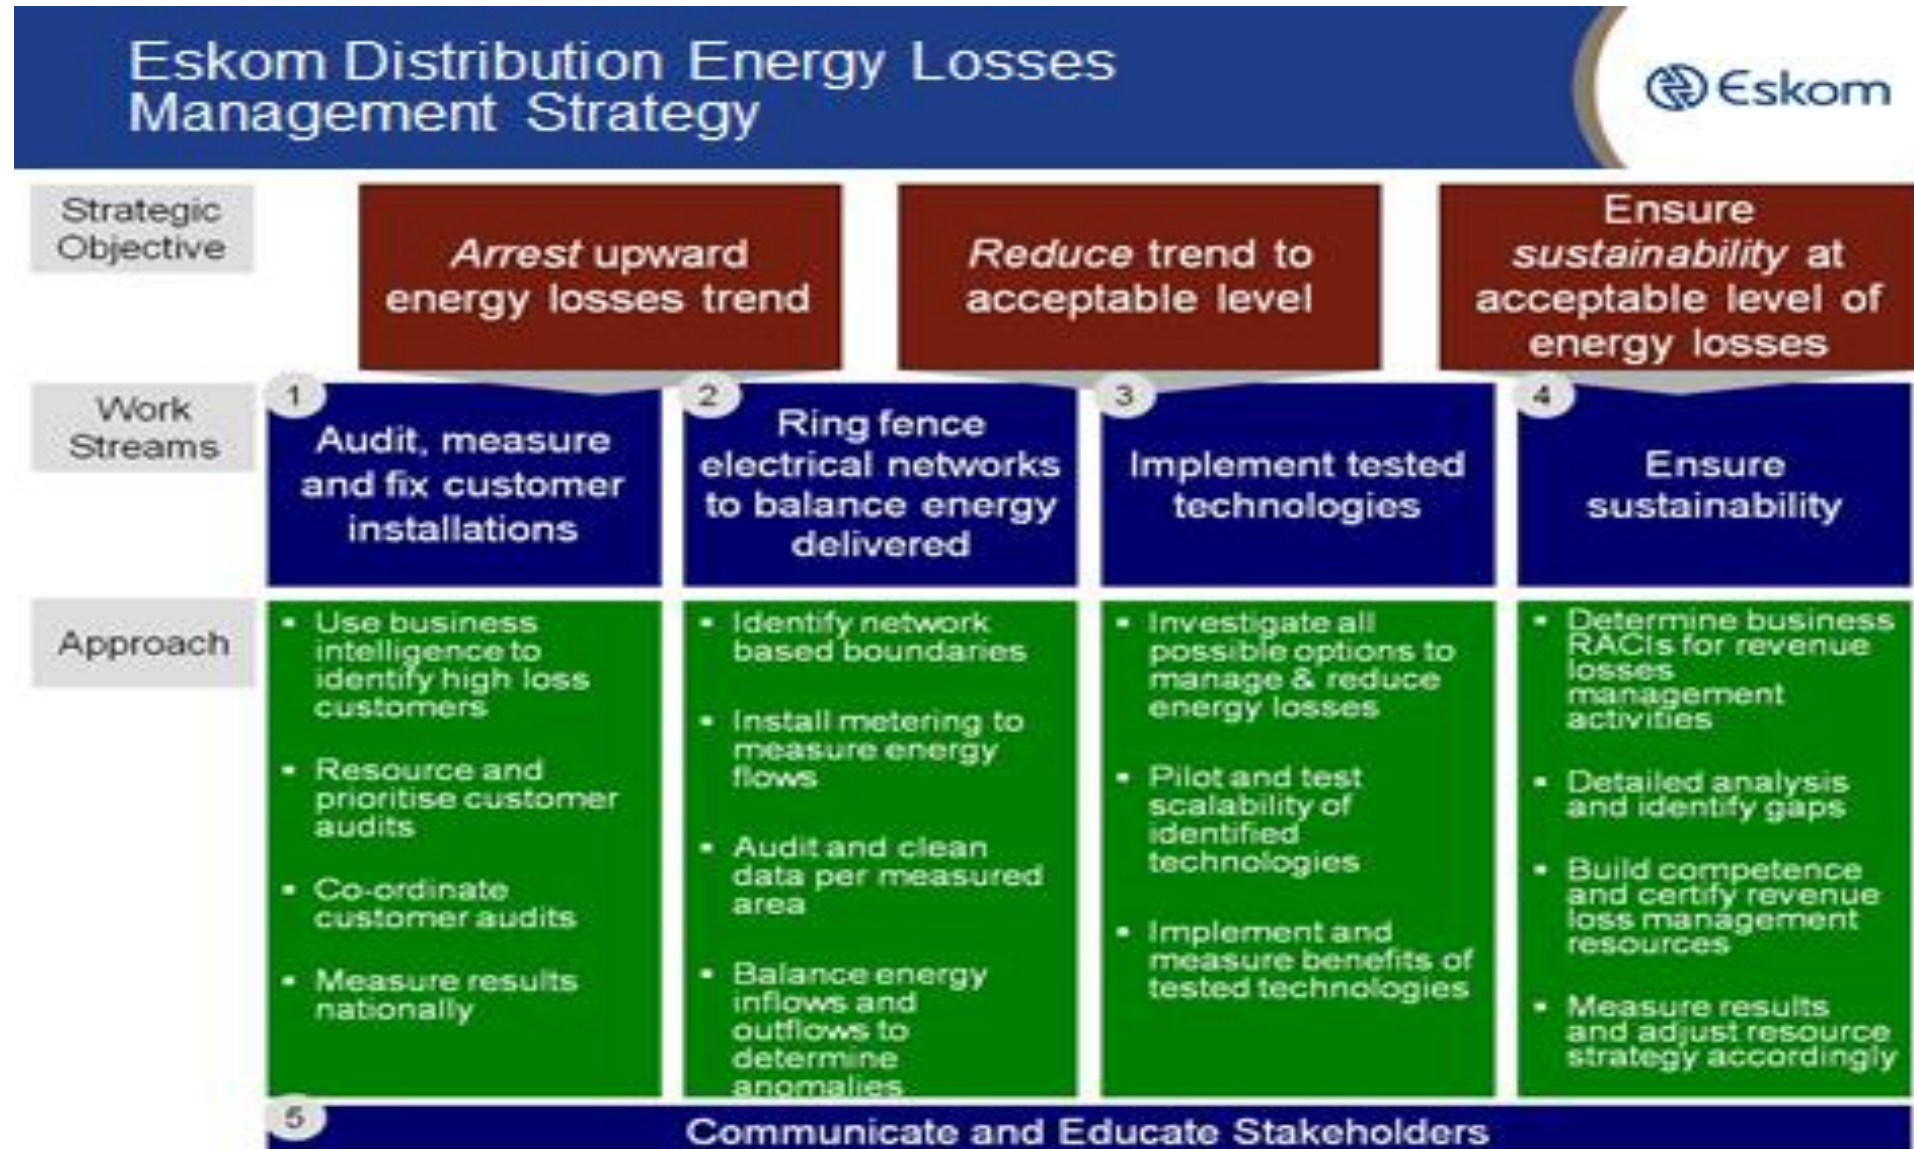 Eskom Distribution Energy Losses
Management Strategy
Eskom
Strategic
Objective
Arrest upward
energy losses trend
Reduce trend to
acceptable level
Ensure
sustainability at
acceptable level of
energy losses
Work
Streams
1
Audit, measure
and fix customer
installations
2
Ring fence
electrical networks
to balance energy
delivered
3
Implement tested
technologies
4
Ensure
sustainability
Approach
▪ Use business
intelligence to
identify high loss
customers
▪ Resource and
prioritise customer
audits
▪ Co-ordinate
customer audits
▪ Measure results
nationally
▪ Identify network
based boundaries
▪ Install metering to
measure energy
flows
▪ Audit and clean
data per measured
area
▪ Balance energy
inflows and
outflows to
determine
anomalies
▪ Investigate all
possible options to
manage & reduce
energy losses
▪ Pilot and test
scalability of
identified
technologies
▪ Implement and
measure benefits of
tested technologies
▪ Determine business
RACIs for revenue
losses
management
activities
▪ Detailed analysis
and identify gaps
▪ Build competence
and certify revenue
loss management
resources
▪ Measure results
and adjust resource
strategy accordingly
5
Communicate and Educate Stakeholders